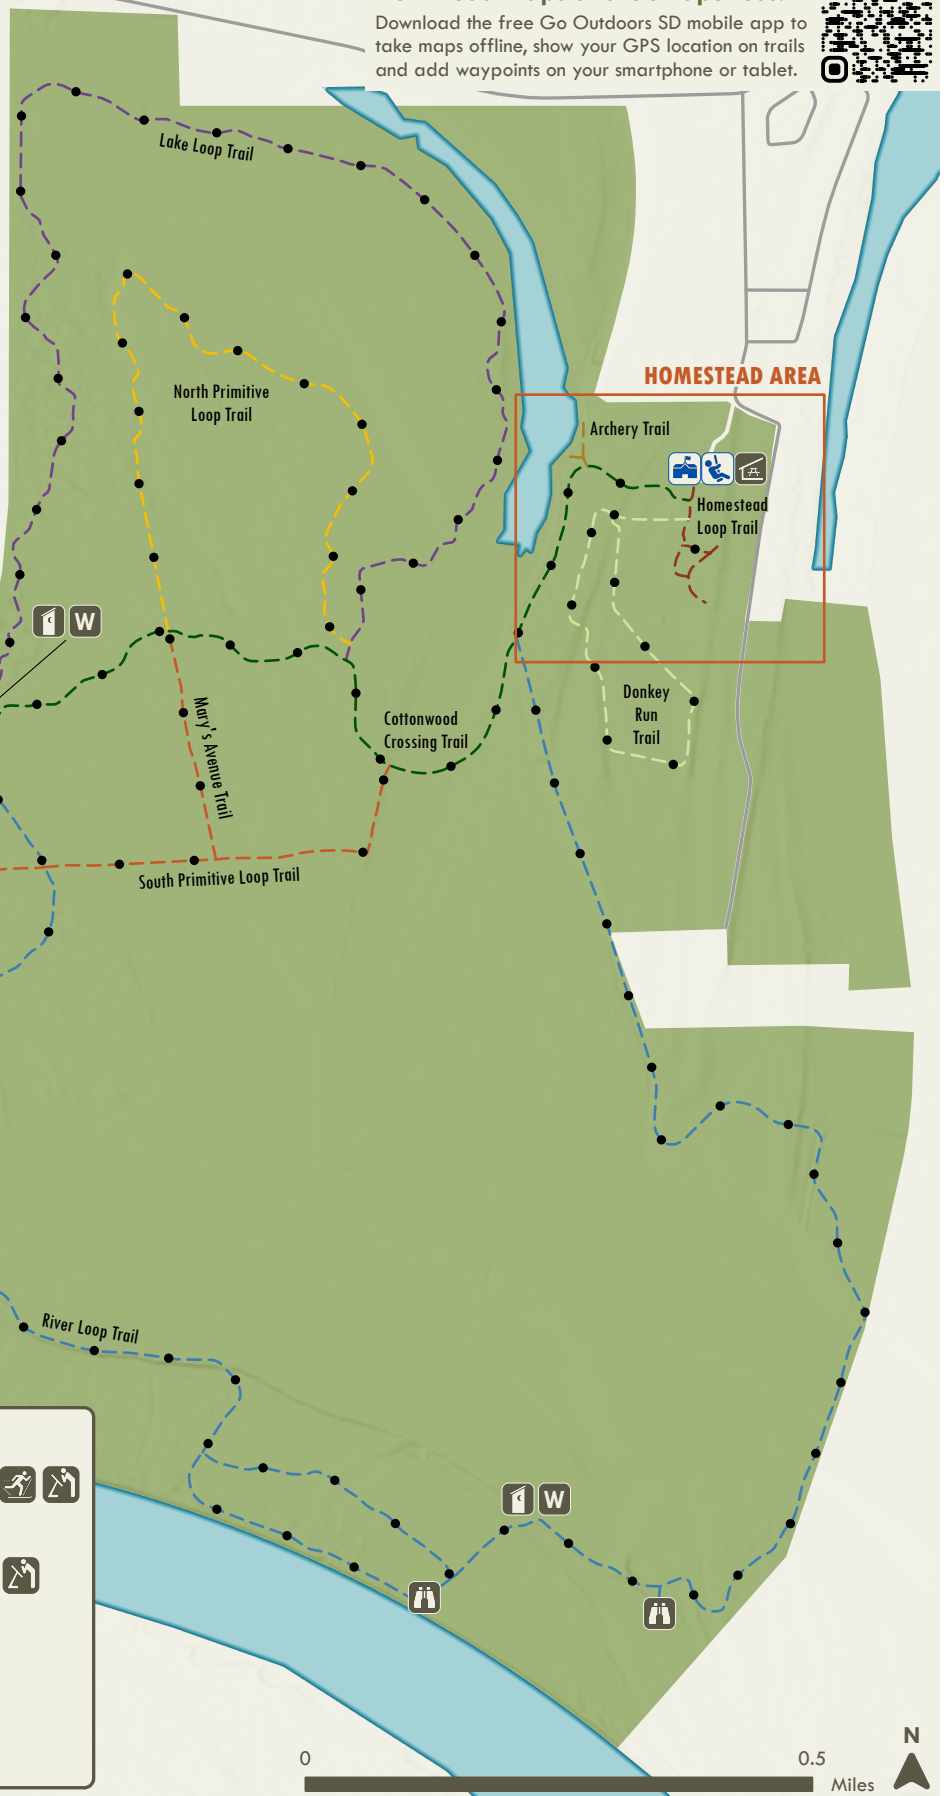 Download the free Go Outdoors SD mobile app to
take maps offline, show your GPS location on trails
and add waypoints on your smartphone or tablet.
Lake Loop Trail
HOMESTEAD AREA
North Primitive
Loop Trail
Archery Trail
Homestead
Loop Trail
W
Donkey
Run
Trail
Mary's Avenue Trail
Cottonwood
Crossing Trail
South Primitive Loop Trail
River Loop Trail
W
N
0
0.5
Miles